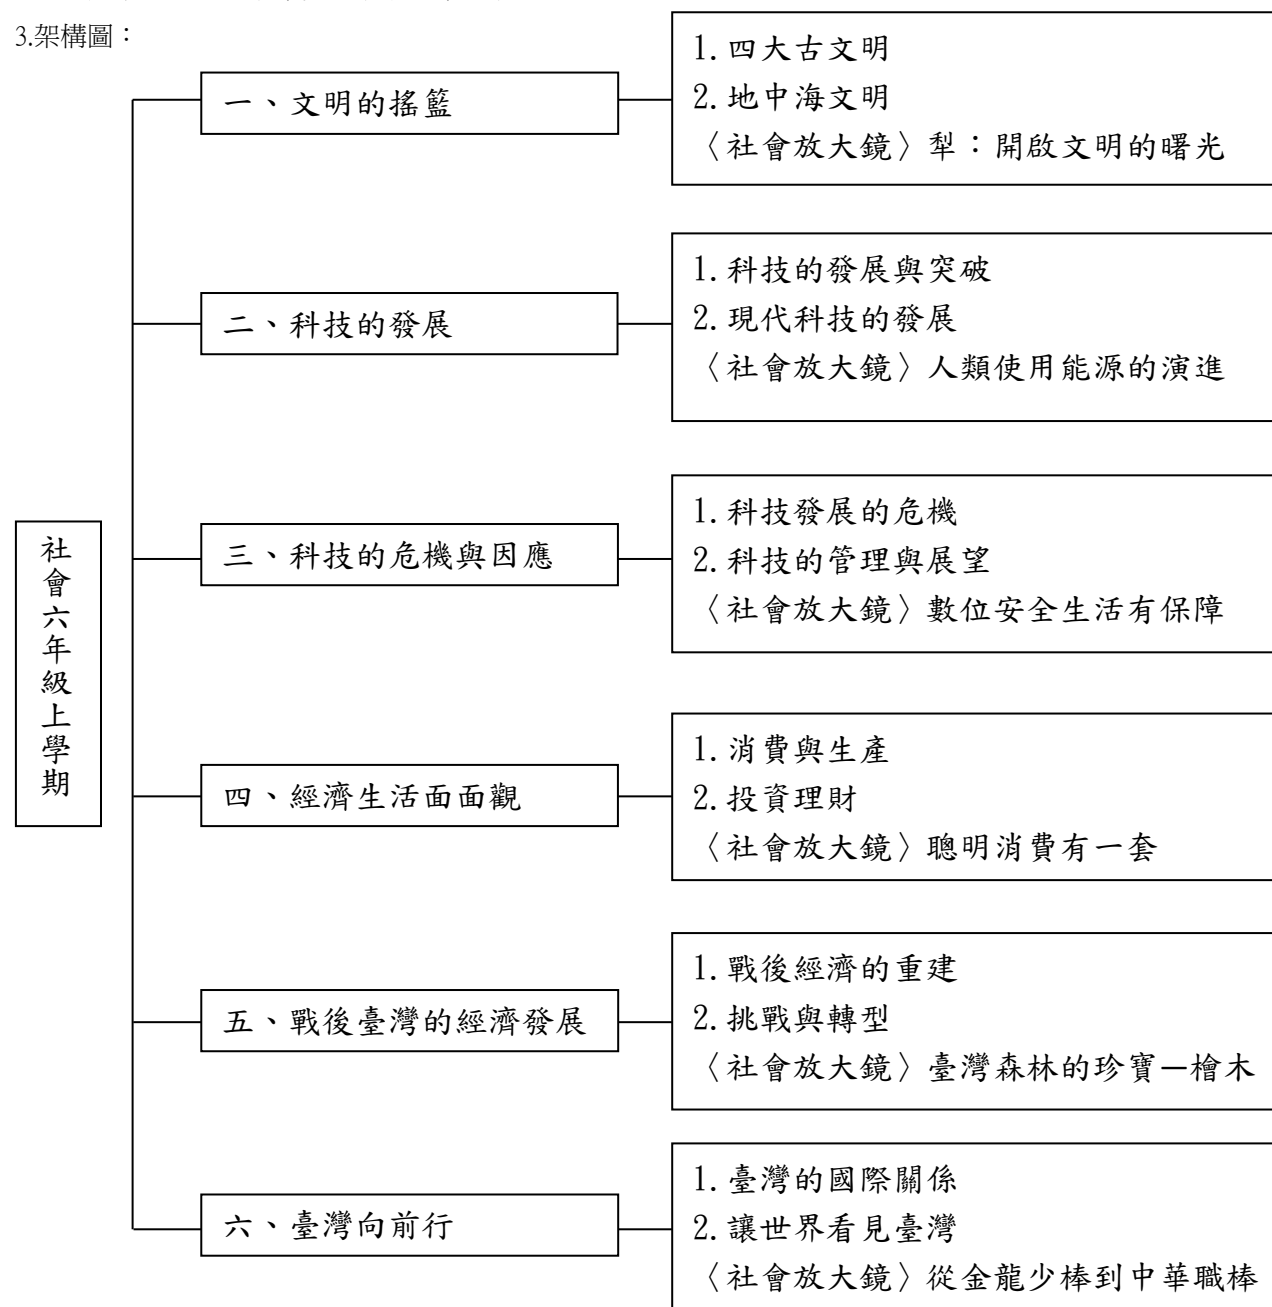 3.架構圖：
社會六年級上學期
一、文明的搖籃
1.四大古文明
2.地中海文明
〈社會放大鏡〉犁：開啟文明的曙光
二、科技的發展
1.科技的發展與突破
2.現代科技的發展
〈社會放大鏡〉人類使用能源的演進
三、科技的危機與因應
1.科技發展的危機
2.科技的管理與展望
〈社會放大鏡〉數位安全生活有保障
四、經濟生活面面觀
1.消費與生產
2.投資理財
〈社會放大鏡〉聰明消費有一套
五、戰後臺灣的經濟發展
1.戰後經濟的重建
2.挑戰與轉型
〈社會放大鏡〉臺灣森林的珍寶—檜木
六、臺灣向前行
1.臺灣的國際關係
2.讓世界看見臺灣
〈社會放大鏡〉從金龍少棒到中華職棒